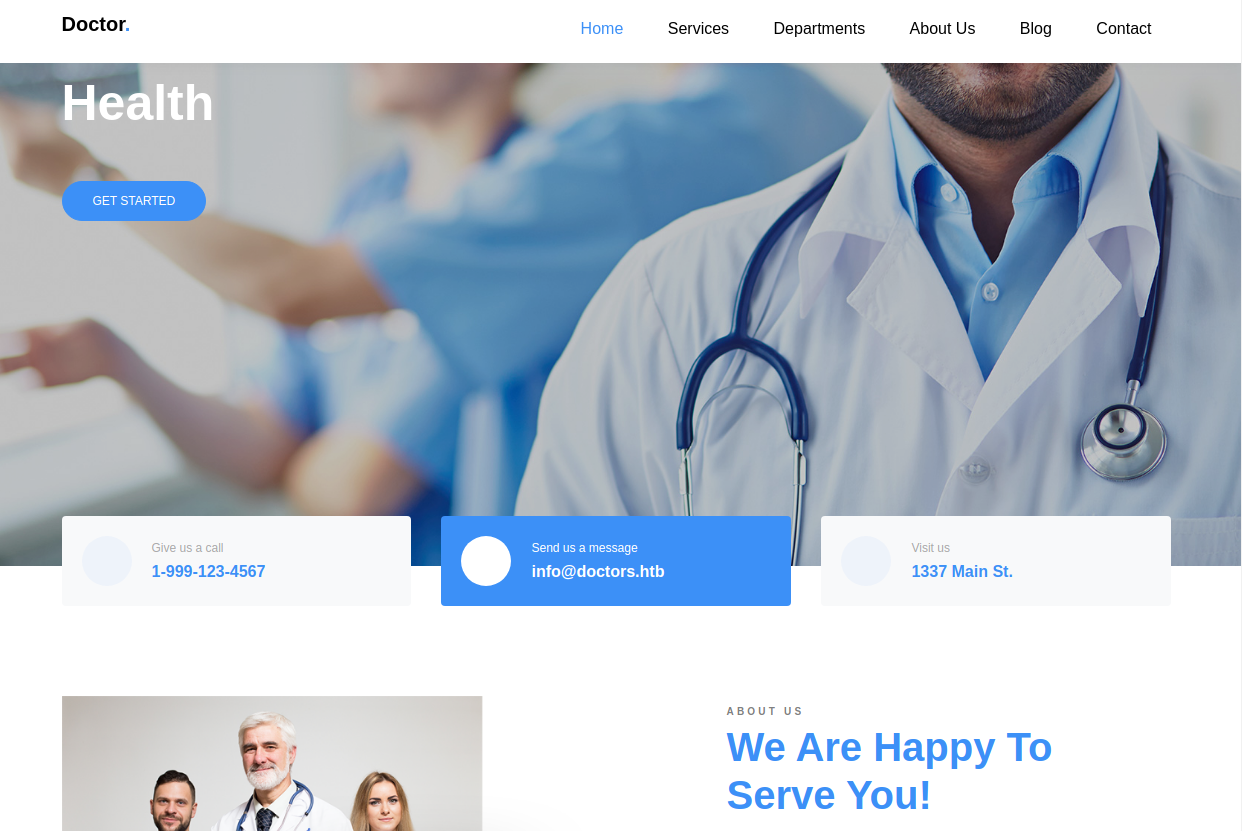 Doctor.
Home Services Departments About Us Blog Contact
Health
GET STARTED
Give us a call
1-999-123-4567
Send us a message
info@doctors.htb
Visit us
1337 Main St.
ABOUT US
We Are Happy To
Serve You!